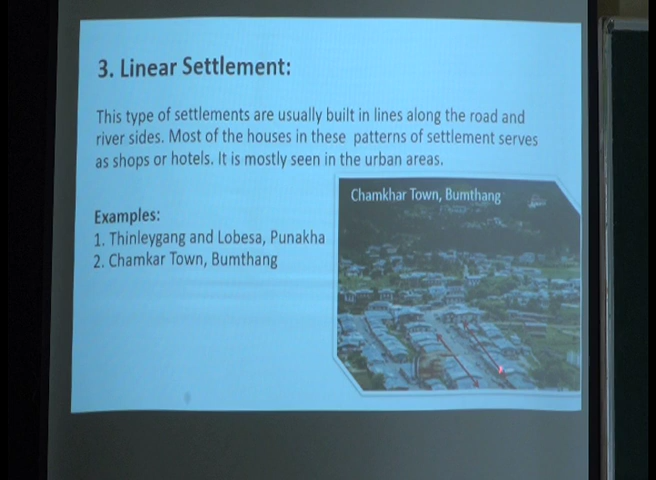 3. Linear Settlement:
This type of settlements are usually built in lines along the road and
river sides. Most of the houses in these patterns of settlement serves
as shops or hotels. It is mostly seen in the urban areas.
Chamkhar Town, Bumthang
Examples:
1. Thinleygang and Lobesa, Punakha
2. Chamkar Town, Bumthang